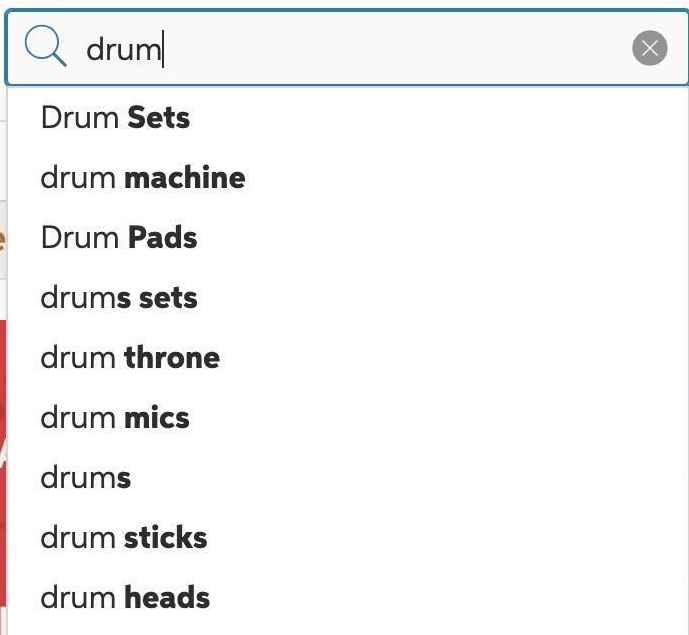 drum
Drum Sets
drum machine
Drum Pads
drums sets
drum throne
drum mics
drums
drum sticks
drum heads